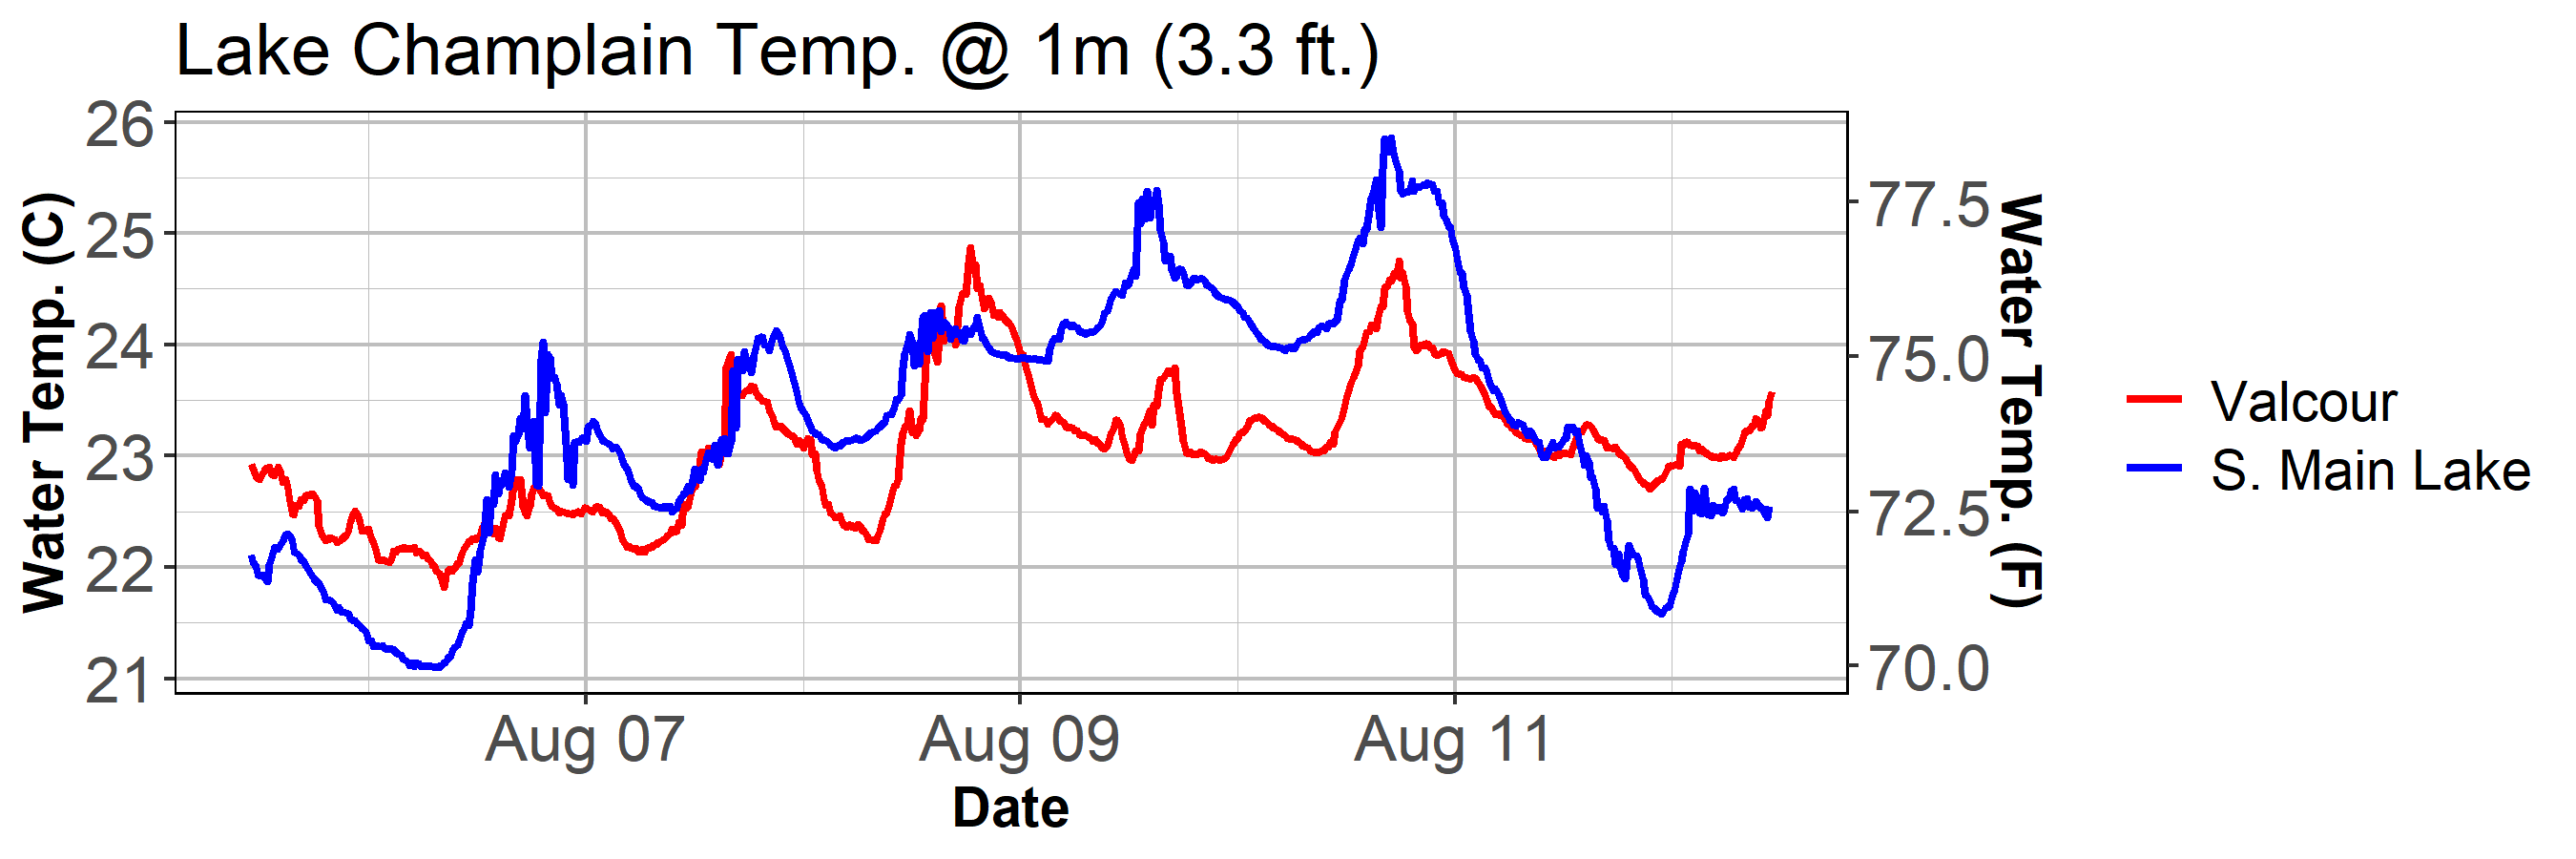 Lake Champlain Temp. @ 1m (3.3 ft.)
Water Temp. (C)
26
25
24
23
22
21
77.5
75.0
72.5
70.0
Water Temp. (F)
Aug 07
Aug 09
Aug 11
Date
Valcour
S. Main Lake